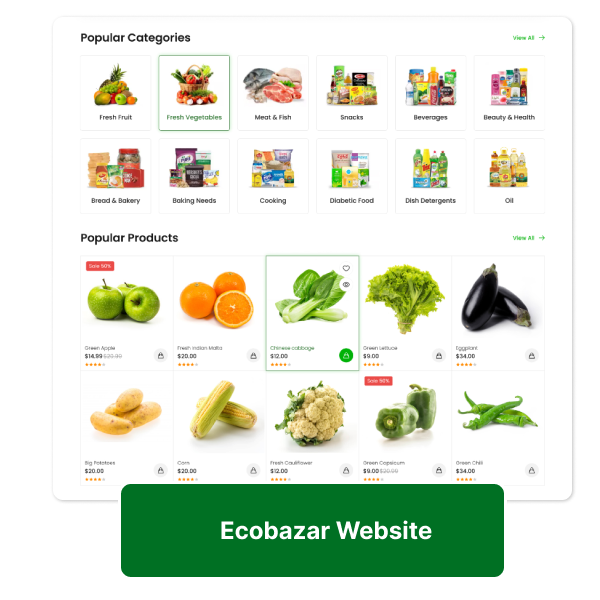 Popular Categories
View All →
Fresh Fruit
Fresh Vegetables
Meat & Fish
Snacks
Beverages
Beauty & Health
Bread & Bakery
Baking Needs
Cooking
Diabetic Food
Dish Detergents
Oil
Popular Products
View All →
Sale 50%
Green Apple
$14.99 $20.99
Fresh Indian Malta
$20.00
Chinese cabbage
$12.00
Green Lettuce
$9.00
Eggplant
$34.00
Sale 50%
Big Potatoes
$20.00
Corn
$20.00
Fresh Cauliflower
$12.00
Green Capsicum
$9.00 $20.99
Green Chili
$34.00
Ecobazar Website